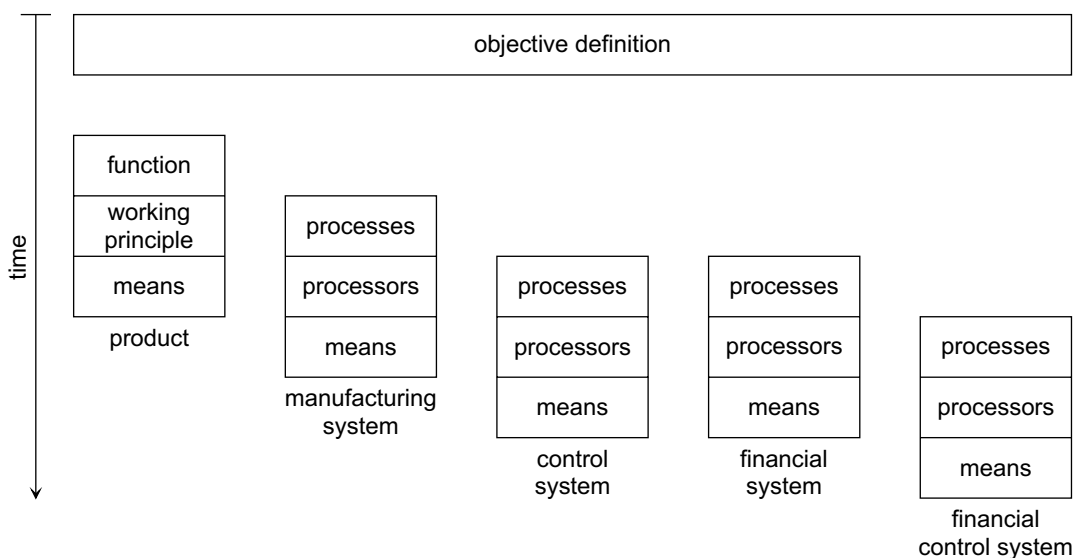 objective definition
time
function
working
principle
means
product
processes
processors
means
manufacturing
system
processes
processors
means
control
system
processes
processors
means
financial
system
processes
processors
means
financial
control system